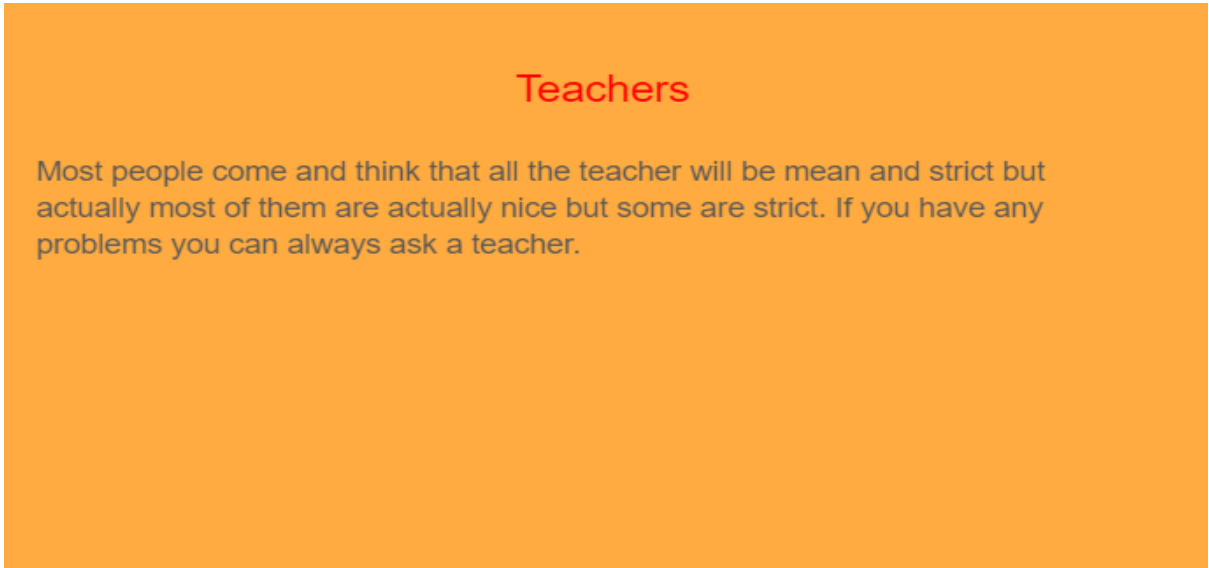 Teachers
Most people come and think that all the teacher will be mean and strict but
actually most of them are actually nice but some are strict. If you have any
problems you can always ask a teacher.